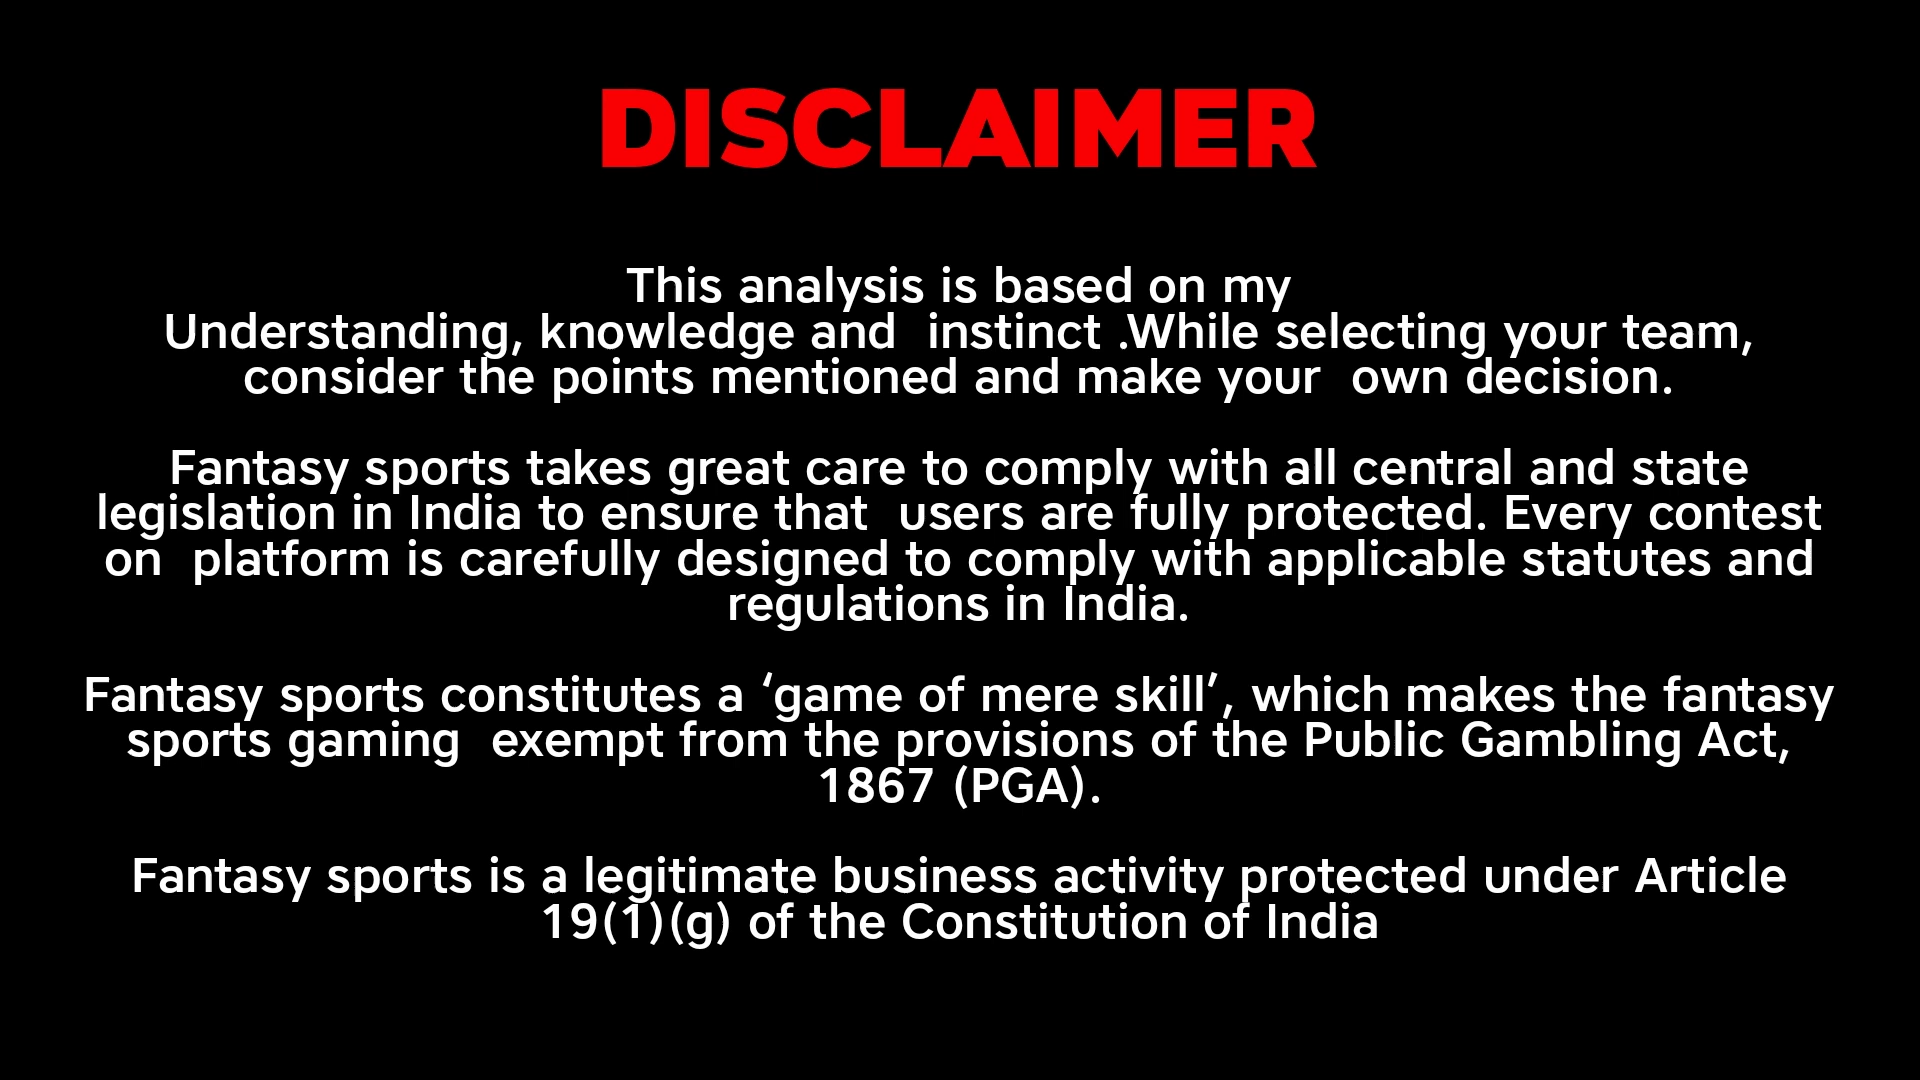 DISCLAIMER
This analysis is based on my
Understanding, knowledge and  instinct .While selecting your team,
consider the points mentioned and make your  own decision.
Fantasy sports takes great care to comply with all central and state
legislation in India to ensure that  users are fully protected. Every contest
on  platform is carefully designed to comply with applicable statutes and
regulations in India.
Fantasy sports constitutes a ‘game of mere skill’, which makes the fantasy
sports gaming  exempt from the provisions of the Public Gambling Act,
1867 (PGA).
Fantasy sports is a legitimate business activity protected under Article
19(1)(g) of the Constitution of India